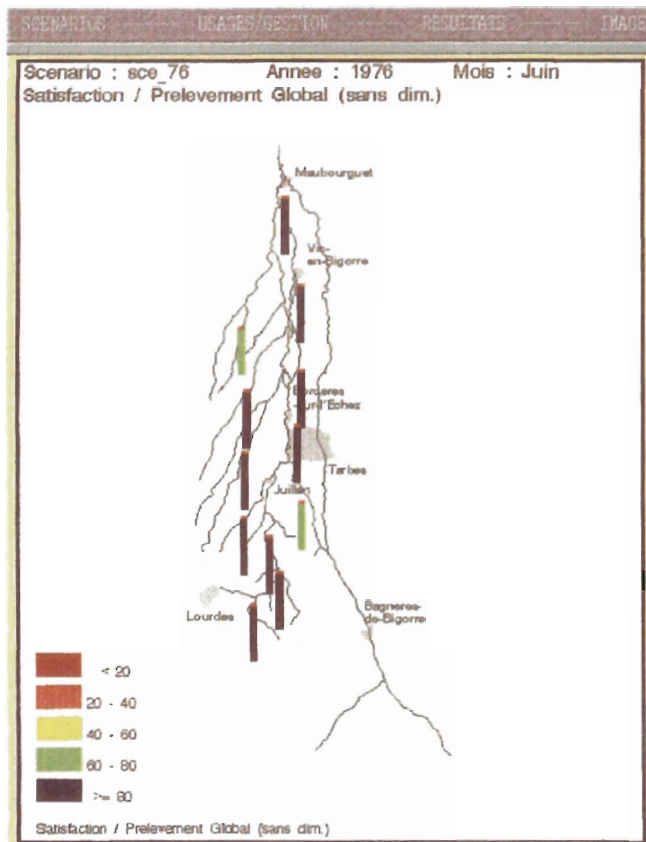 SCENARIOS USAGES/GESTION RESULTATS IMAGE
Scenario : sce_76 Annee : 1976 Mois : Juin
Satisfaction / Prelevement Global (sans dim.)
Maubourguet
Vic-
en-Bigorre
Borderes
-sur-l'Echez
Tarbes
Juillan
Lourdes
Bagneres-
de-Bigorre
< 20
20 - 40
40 - 60
60 - 80
>= 80
Satisfaction / Prelevement Global (sans dim.)